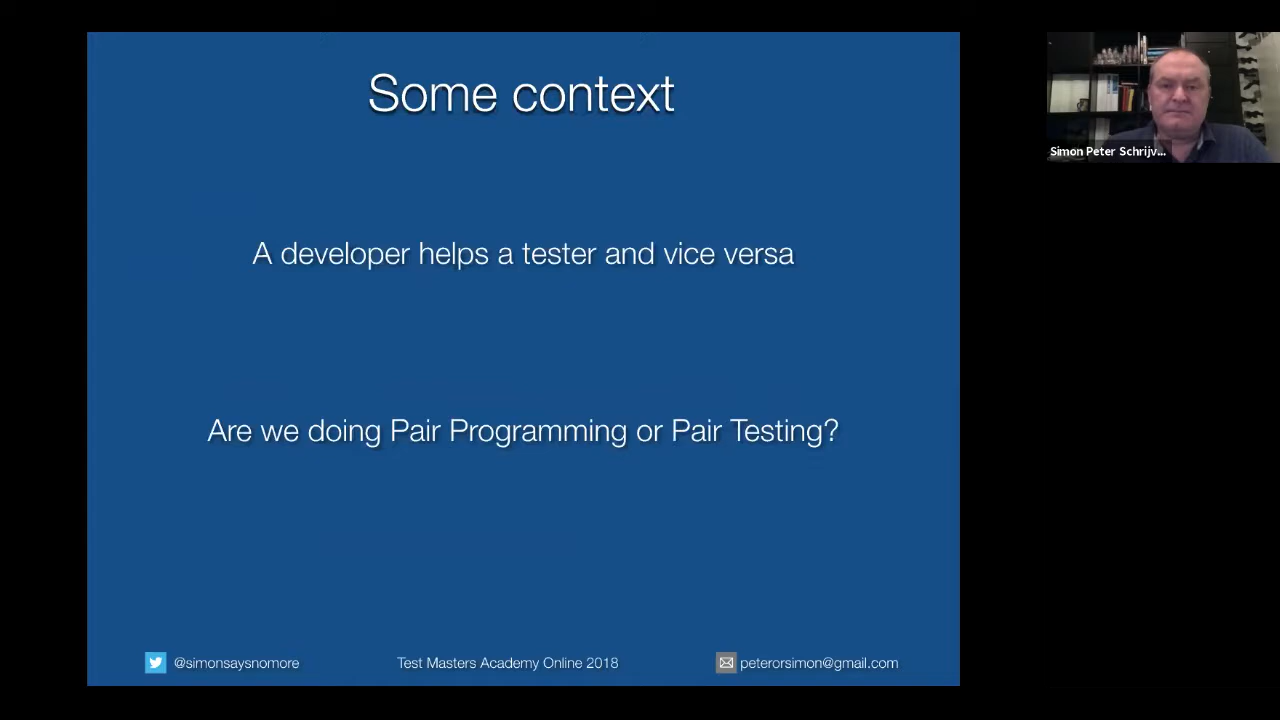 Some context
A developer helps a tester and vice versa
Are we doing Pair Programming or Pair Testing?
@simonsaysnomore
Test Masters Academy Online 2018
peterorsimon@gmail.com
Simon Peter Schrijv...